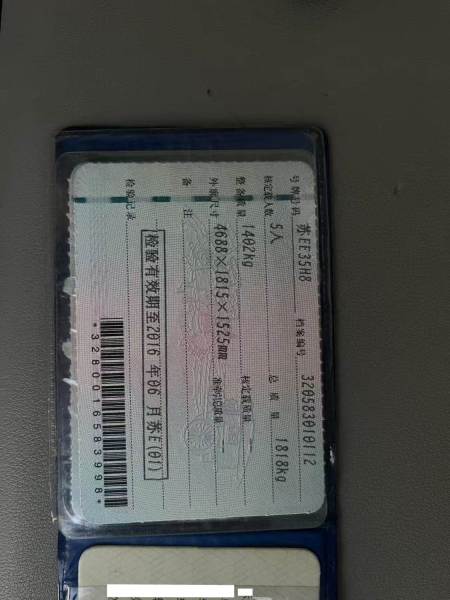 号牌号码 苏EE35H8 档案编号 320583010112
核定载人数 5人 总质量 1818kg
整备质量 1402kg 核定载质量 —
外廓尺寸 4688×1815×1525mm 准牵引总质量 —
备注
检验有效期至2016年06月苏E(01)
检验记录
*3280016583998*